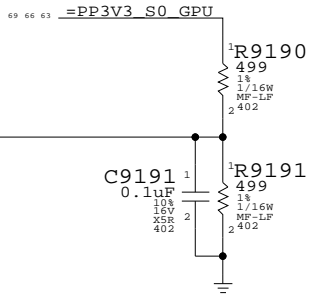 69 66 63 =PP3V3_S0_GPU
1 R9190
499
1%
1/16W
MF-LF
2 402
C9191 1
0.1uF
10%
16V
X5R 2
402
1 R9191
499
1%
1/16W
MF-LF
2 402